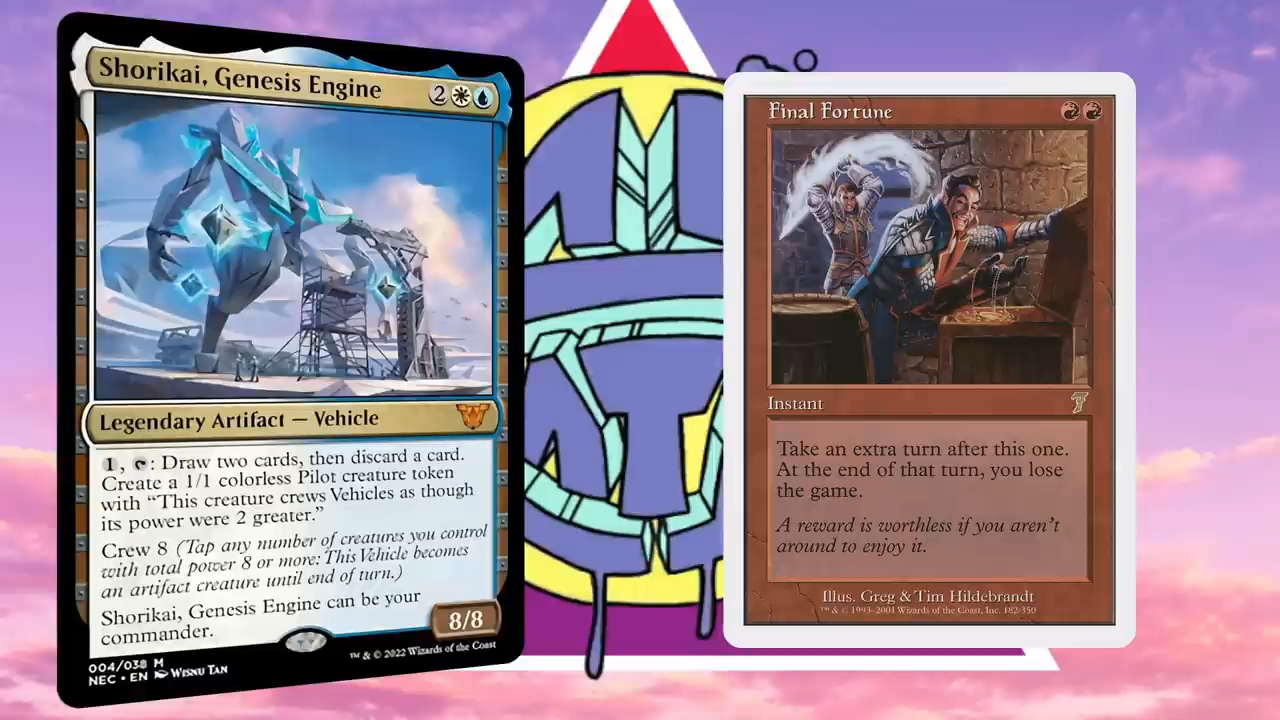 Shorikai, Genesis Engine 2
Legendary Artifact — Vehicle
1, : Draw two cards, then discard a card.
Create a 1/1 colorless Pilot creature token
with “This creature crews Vehicles as though
its power were 2 greater.”
Crew 8 (Tap any number of creatures you control
with total power 8 or more: This Vehicle becomes
an artifact creature until end of turn.)
Shorikai, Genesis Engine can be your
commander.
8/8
004/038 M
NEC • EN Wisnu Tan
™ & © 2022 Wizards of the Coast
Final Fortune
Instant
Take an extra turn after this one.
At the end of that turn, you lose
the game.
A reward is worthless if you aren’t
around to enjoy it.
Illus. Greg & Tim Hildebrandt
™ & © 1993–2001 Wizards of the Coast, Inc. 182/350